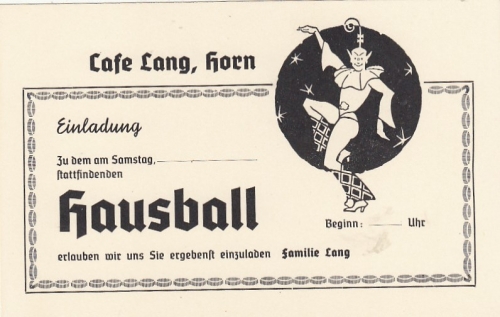 Cafe Lang, Horn
Einladung
Zu dem am Samstag,
stattfindenden
Hausball
Beginn: Uhr
erlauben wir uns Sie ergebenst einzuladen Familie Lang